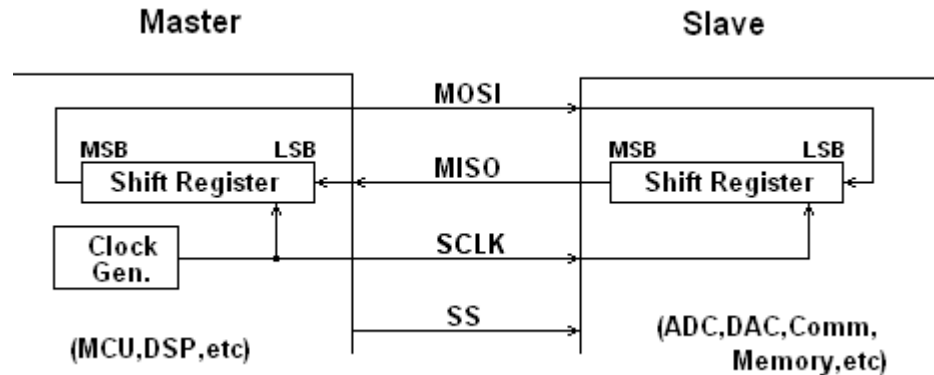 Master
Slave
MOSI
MSB
LSB
MISO
MSB
LSB
Shift Register
Shift Register
Clock
Gen.
SCLK
SS
(MCU,DSP,etc)
(ADC,DAC,Comm,
Memory,etc)